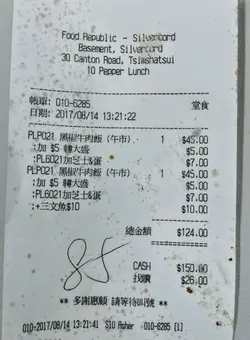 Food Republic - Silvercord
Basement, Silvercord
30 Canton Road, Tsimshatsui
10 Pepper Lunch
帳單: 010-6285 堂食
日期: 2017/08/14 13:21:22
PLP021 黑椒牛肉飯 (午市) 1 $45.00
:加 $5 轉大盛 $5.00
:PL6021加芝士&蛋 $7.00
PLP021 黑椒牛肉飯 (午市) 1 $45.00
:加 $5 轉大盛 $5.00
:PL6021加芝士&蛋 $7.00
:+三文魚$10 $10.00
總金額 $124.00
85
CASH $150.00
找贖 $26.00
** 多謝惠顧 請等待叫號 **
010-2017/08/14 13:21:41 S10 Asher 010-6285 [1]